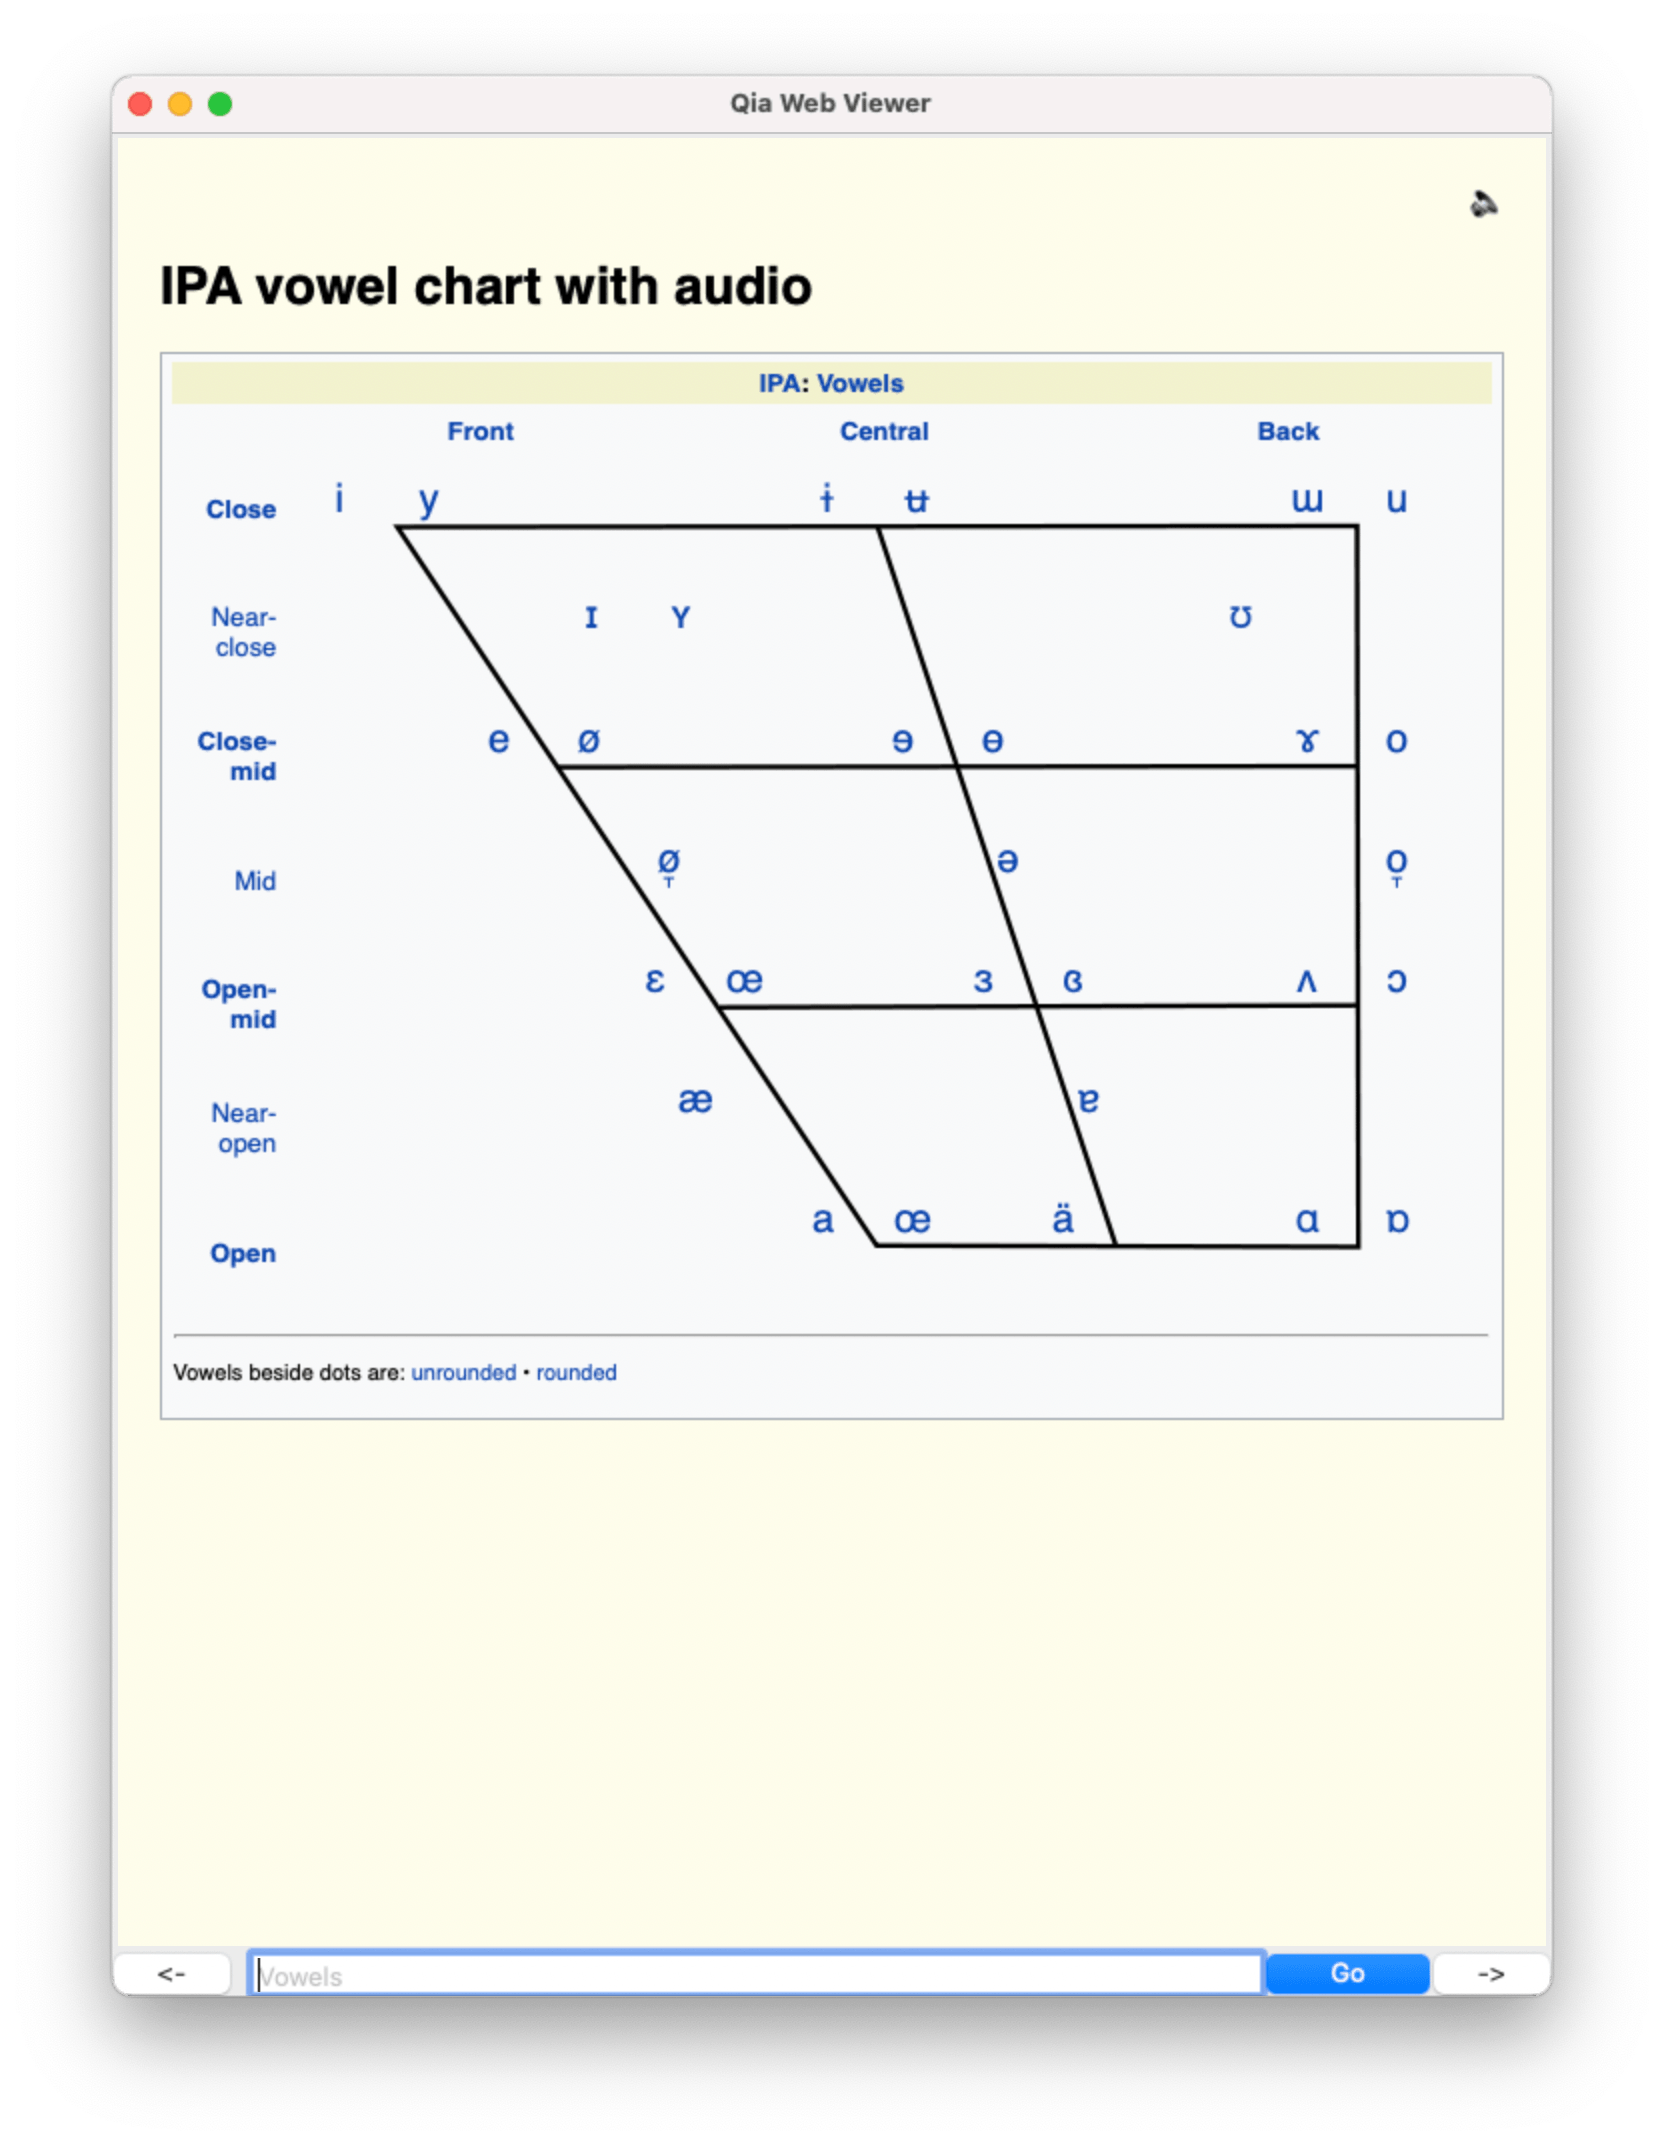 Qia Web Viewer
IPA vowel chart with audio
IPA: Vowels
Front Central Back
Close i y ɨ ʉ ɯ u
Near-
close
ɪ ʏ ʊ
Close-
mid
e ø ɘ ɵ ɤ o
Mid ø̞ ə o̞
Open-
mid
ɛ œ ɜ ɞ ʌ ɔ
Near-
open
æ ɐ
Open a œ ä ɑ ɒ
Vowels beside dots are: unrounded • rounded
<- Vowels Go ->